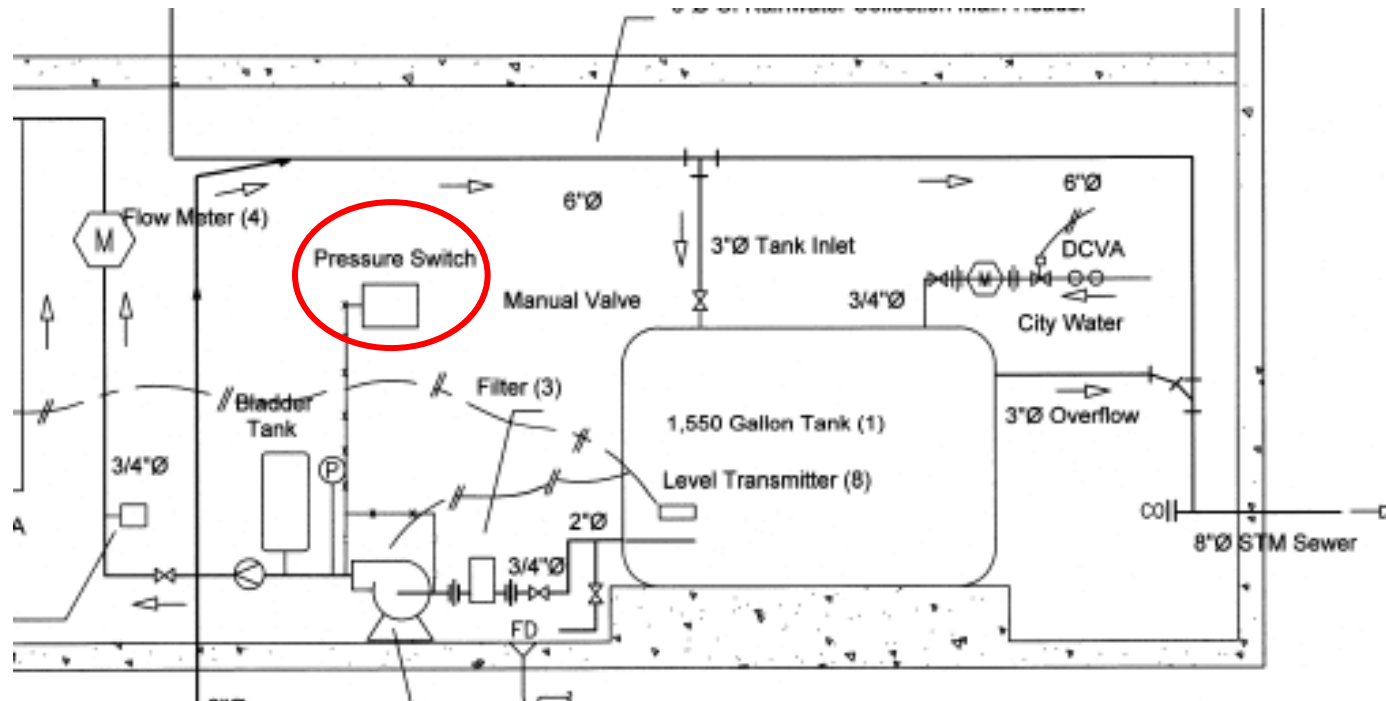 6"Ø
6"Ø
Flow Meter (4)
M
Pressure Switch
3"Ø Tank Inlet
DCVA
Manual Valve
3/4"Ø
M
City Water
Filter (3)
Bladder
Tank
3"Ø Overflow
1,550 Gallon Tank (1)
3/4"Ø
P
Level Transmitter (8)
2"Ø
CO
A
8"Ø STM Sewer
3/4"Ø
FD